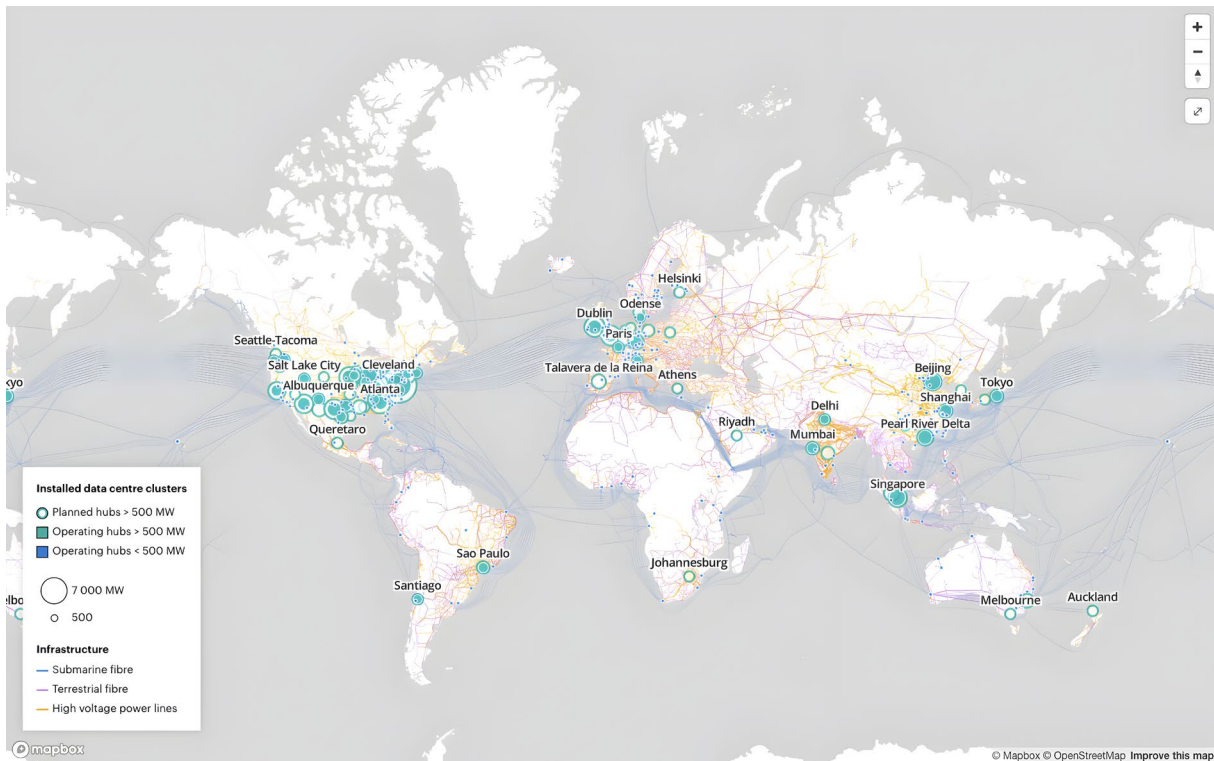 +
−
Helsinki
Odense
Dublin
Paris
Seattle-Tacoma
Salt Lake City
Cleveland
Talavera de la Reina
Athens
Beijing
kyo
Albuquerque
Atlanta
Tokyo
Shanghai
Delhi
Riyadh
Queretaro
Mumbai
Pearl River Delta
Singapore
Installed data centre clusters
Planned hubs > 500 MW
Operating hubs > 500 MW
Operating hubs < 500 MW
7 000 MW
500
Infrastructure
Submarine fibre
Terrestrial fibre
High voltage power lines
Sao Paulo
Johannesburg
Santiago
elbo
Melbourne
Auckland
mapbox
© Mapbox © OpenStreetMap Improve this map